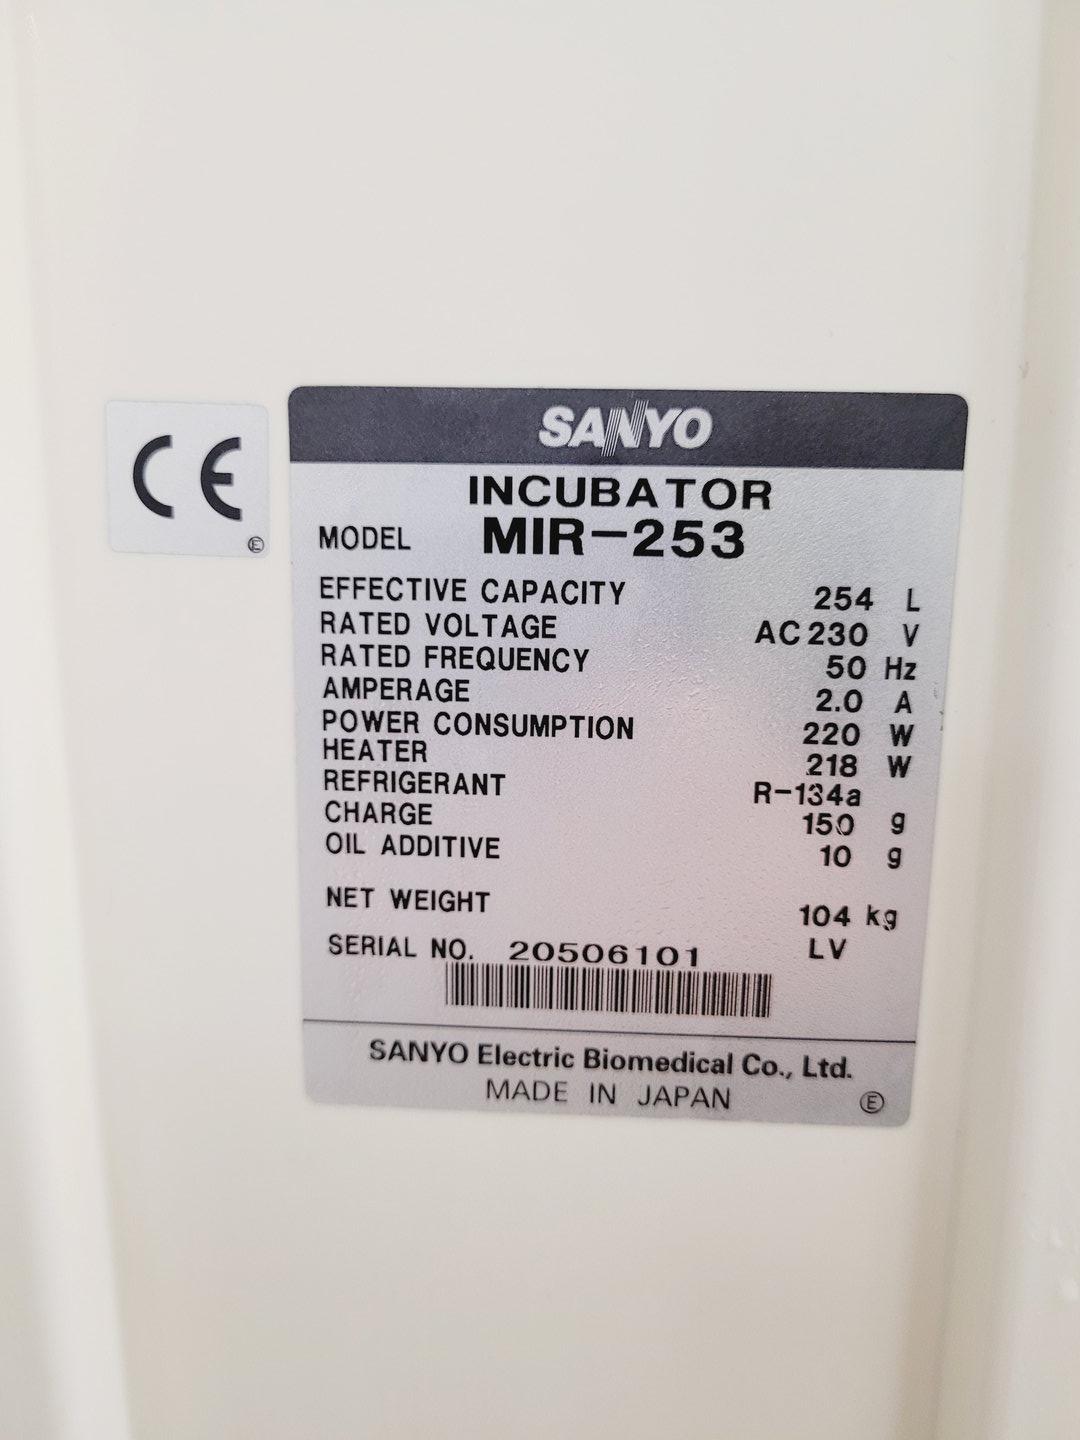 CE
Ⓔ
SANYO
INCUBATOR
MODEL MIR-253
EFFECTIVE CAPACITY 254 L
RATED VOLTAGE AC 230 V
RATED FREQUENCY 50 Hz
AMPERAGE 2.0 A
POWER CONSUMPTION 220 W
HEATER 218 W
REFRIGERANT R-134a
CHARGE 150 g
OIL ADDITIVE 10 g
NET WEIGHT 104 kg
SERIAL NO. 20506101 LV
SANYO Electric Biomedical Co., Ltd.
MADE IN JAPAN Ⓔ